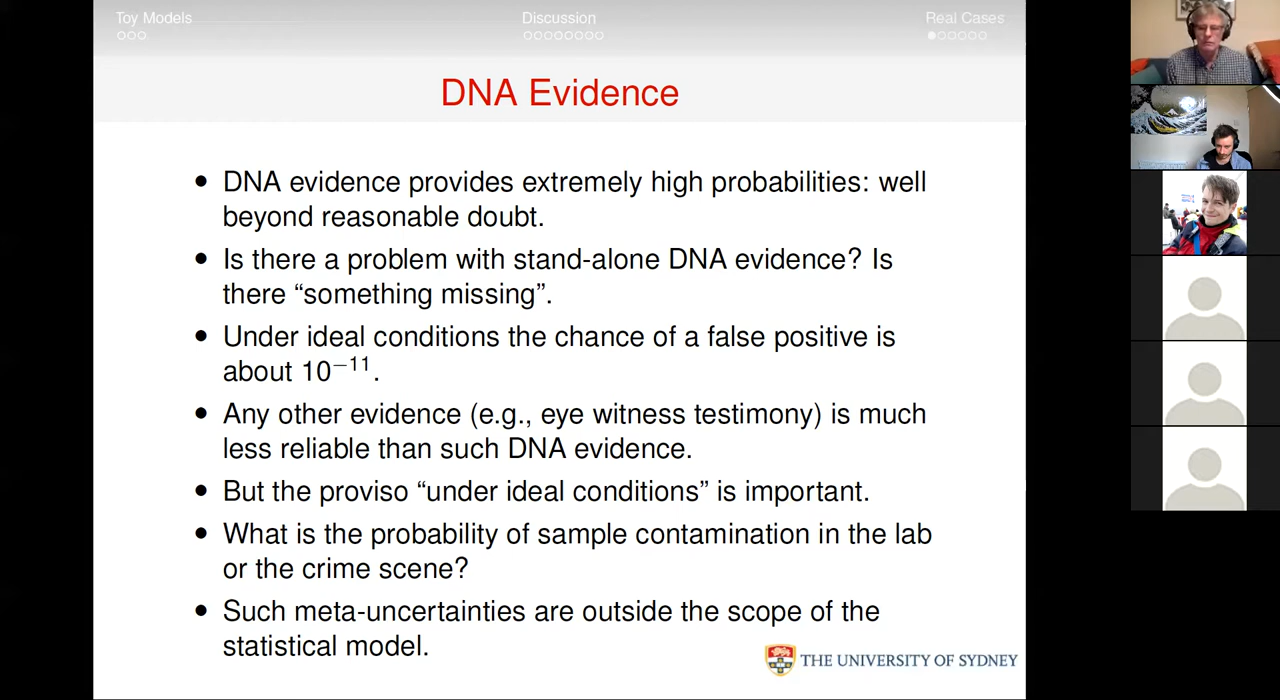 Toy Models
Discussion
Real Cases
DNA Evidence
• DNA evidence provides extremely high probabilities: well
beyond reasonable doubt.
• Is there a problem with stand-alone DNA evidence? Is
there “something missing”.
• Under ideal conditions the chance of a false positive is
about 10⁻¹¹.
• Any other evidence (e.g., eye witness testimony) is much
less reliable than such DNA evidence.
• But the proviso “under ideal conditions” is important.
• What is the probability of sample contamination in the lab
or the crime scene?
• Such meta-uncertainties are outside the scope of the
statistical model.
THE UNIVERSITY OF SYDNEY